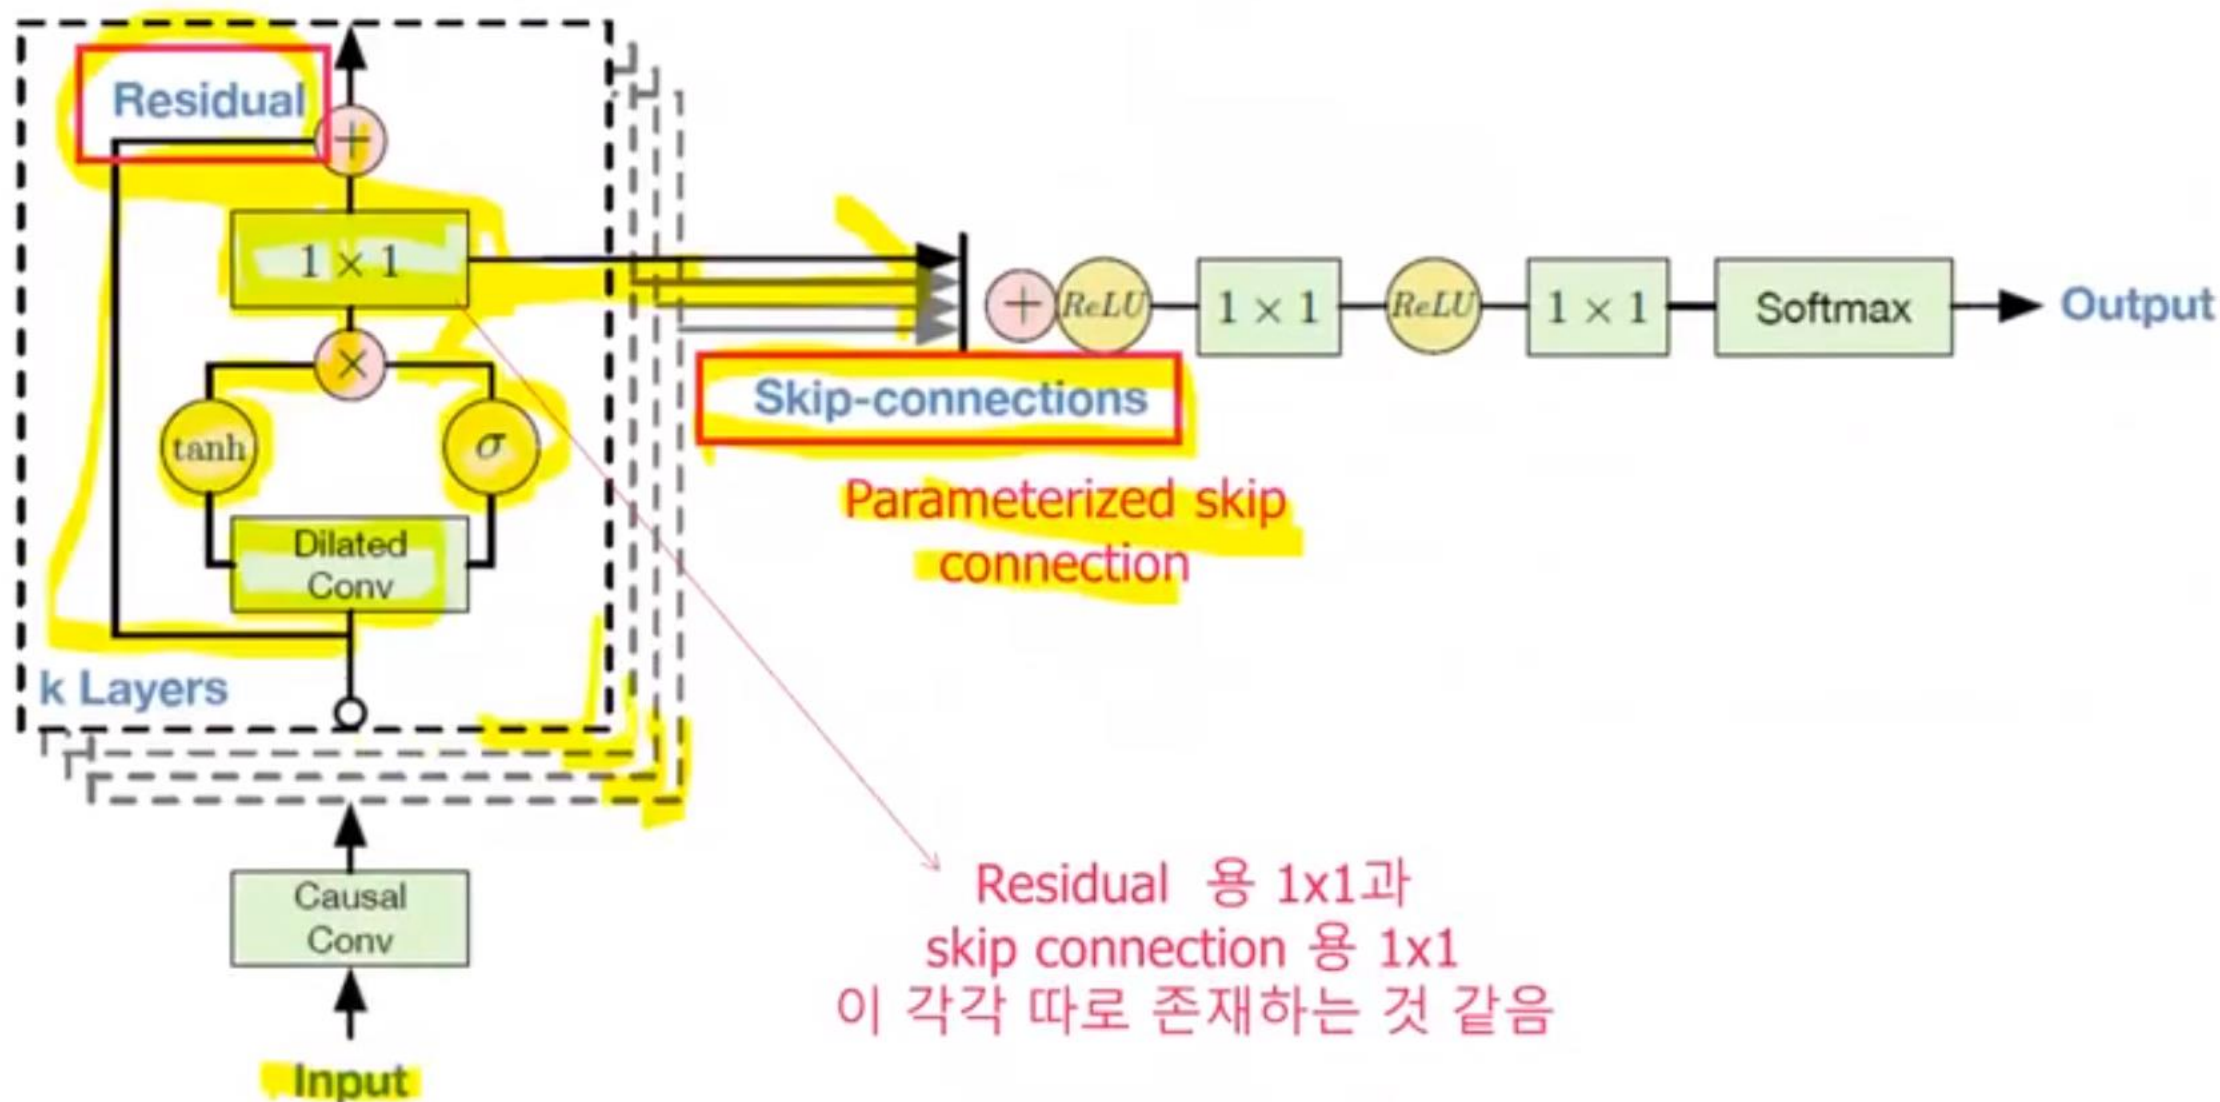 Residual
+
1 × 1
×
tanh
σ
Dilated
Conv
k Layers
Causal
Conv
Input
+
ReLU
1 × 1
ReLU
1 × 1
Softmax
Output
Skip-connections
Parameterized skip
connection
Residual 용 1x1과
skip connection 용 1x1
이 각각 따로 존재하는 것 같음